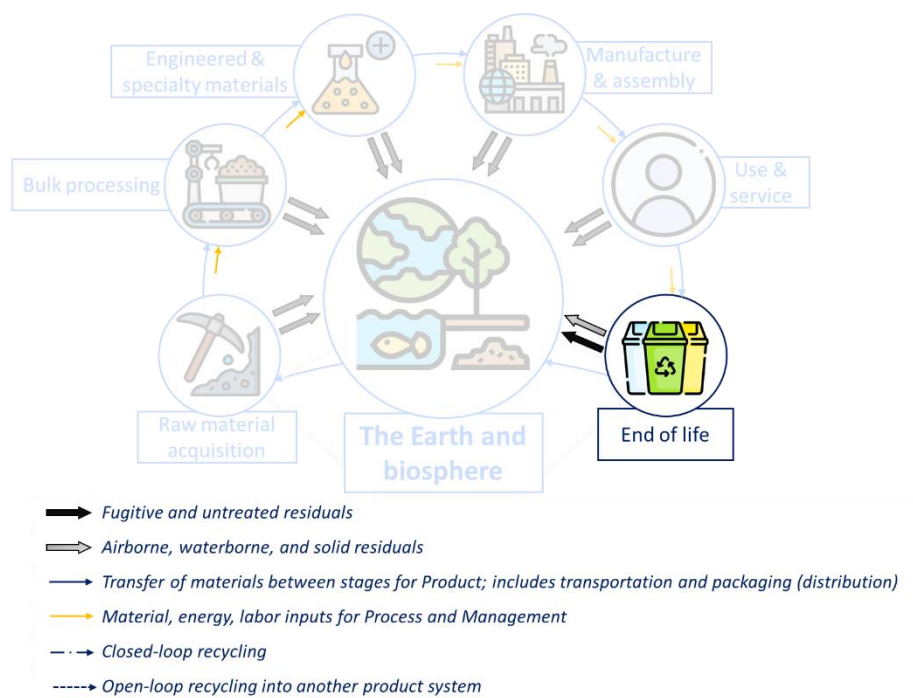 Engineered &
specialty materials
Manufacture
& assembly
Bulk processing
Use &
service
Raw material
acquisition
The Earth and
biosphere
End of life
Fugitive and untreated residuals
Airborne, waterborne, and solid residuals
Transfer of materials between stages for Product; includes transportation and packaging (distribution)
Material, energy, labor inputs for Process and Management
Closed-loop recycling
Open-loop recycling into another product system